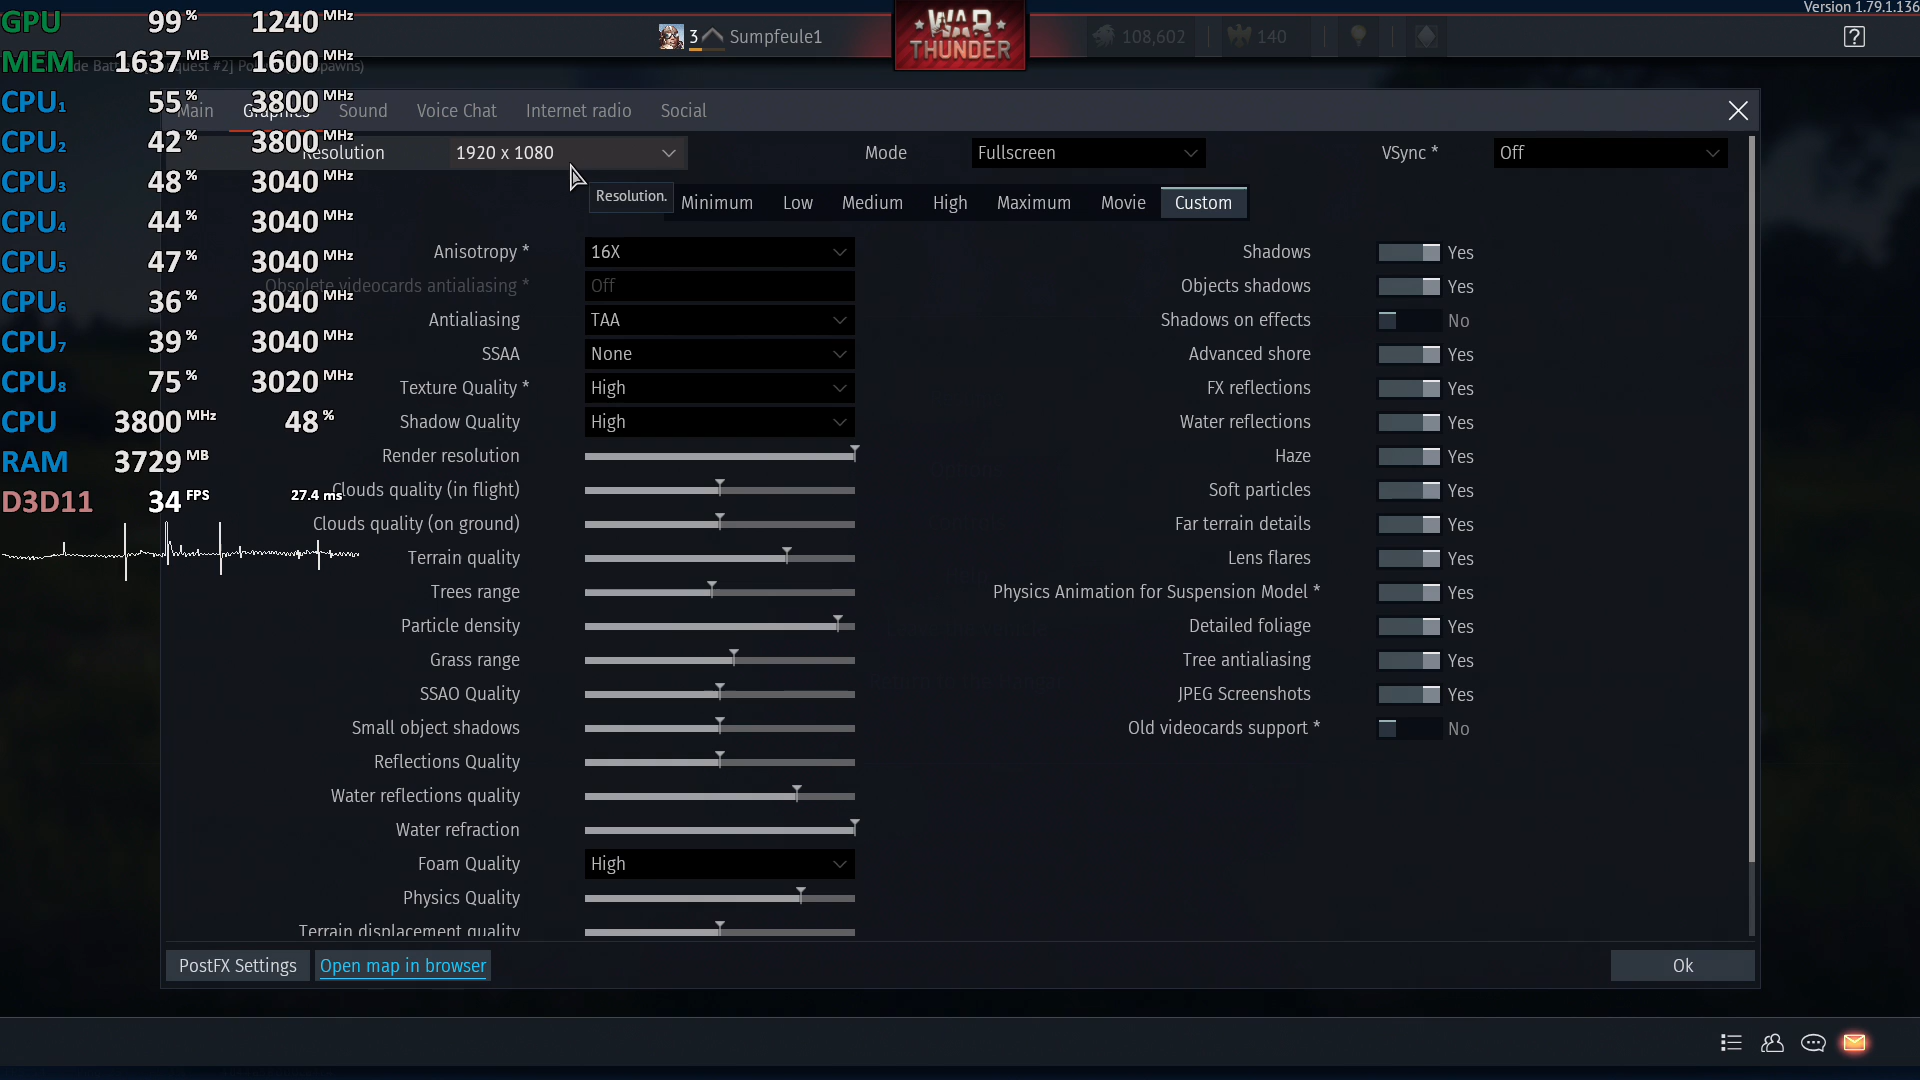 GPU 99 % 1240 MHz
MEM 1637 MB 1600 MHz
CPU1 55 % 3800 MHz
CPU2 42 % 3800 MHz
CPU3 48 % 3040 MHz
CPU4 44 % 3040 MHz
CPU5 47 % 3040 MHz
CPU6 36 % 3040 MHz
CPU7 39 % 3040 MHz
CPU8 75 % 3020 MHz
CPU 3800 MHz 48 %
RAM 3729 MB
D3D11 34 FPS 27.4 ms
3 Sumpfeule1
WAR THUNDER
108,602 140
Version 1.79.1.136
?
Main Graphics Sound Voice Chat Internet radio Social
Resolution 1920 x 1080 Mode Fullscreen VSync * Off
Resolution.
Minimum Low Medium High Maximum Movie Custom
Anisotropy * 16X
Obsolete videocards antialiasing * Off
Antialiasing TAA
SSAA None
Texture Quality * High
Shadow Quality High
Render resolution
Clouds quality (in flight)
Clouds quality (on ground)
Terrain quality
Trees range
Particle density
Grass range
SSAO Quality
Small object shadows
Reflections Quality
Water reflections quality
Water refraction
Foam Quality High
Physics Quality
Terrain displacement quality
Shadows Yes
Objects shadows Yes
Shadows on effects No
Advanced shore Yes
FX reflections Yes
Water reflections Yes
Haze Yes
Soft particles Yes
Far terrain details Yes
Lens flares Yes
Physics Animation for Suspension Model * Yes
Detailed foliage Yes
Tree antialiasing Yes
JPEG Screenshots Yes
Old videocards support * No
PostFX Settings Open map in browser Ok